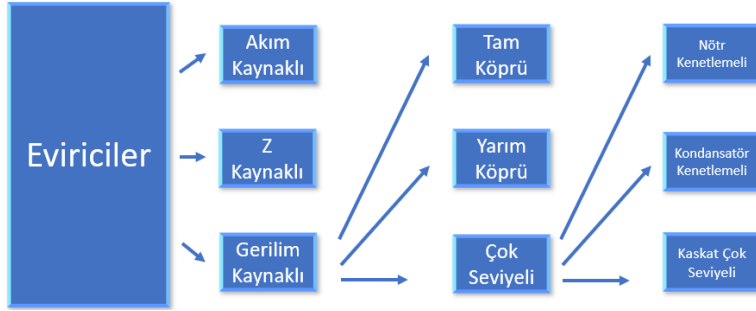 Eviriciler
Akım
Kaynaklı
Z
Kaynaklı
Gerilim
Kaynaklı
Tam
Köprü
Yarım
Köprü
Çok
Seviyeli
Nötr
Kenetlemeli
Kondansatör
Kenetlemeli
Kaskat Çok
Seviyeli